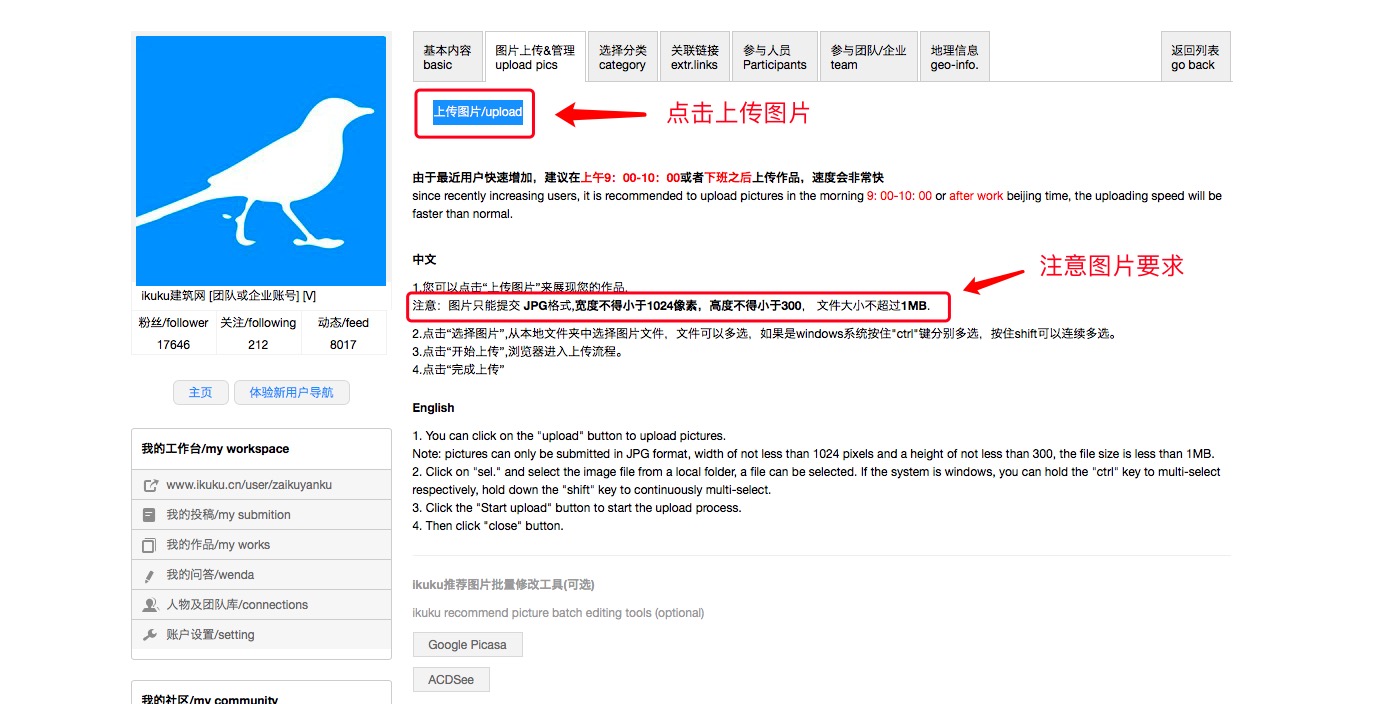 基本内容
basic
图片上传&管理
upload pics
选择分类
category
关联链接
extr.links
参与人员
Participants
参与团队/企业
team
地理信息
geo-info.
返回列表
go back
上传图片/upload
点击上传图片
由于最近用户快速增加，建议在上午9：00-10：00或者下班之后上传作品，速度会非常快
since recently increasing users, it is recommended to upload pictures in the morning 9: 00-10: 00 or after work beijing time, the uploading speed will be
faster than normal.
中文
注意图片要求
1.您可以点击“上传图片”来展现您的作品,
注意：图片只能提交 JPG格式,宽度不得小于1024像素，高度不得小于300， 文件大小不超过1MB.
2.点击“选择图片”,从本地文件夹中选择图片文件，文件可以多选，如果是windows系统按住"ctrl"键分别多选，按住shift可以连续多选。
3.点击“开始上传”,浏览器进入上传流程。
4.点击“完成上传”
English
1. You can click on the "upload" button to upload pictures.
Note: pictures can only be submitted in JPG format, width of not less than 1024 pixels and a height of not less than 300, the file size is less than 1MB.
2. Click on "sel." and select the image file from a local folder, a file can be selected. If the system is windows, you can hold the "ctrl" key to multi-select
respectively, hold down the "shift" key to continuously multi-select.
3. Click the "Start upload" button to start the upload process.
4. Then click "close" button.
ikuku推荐图片批量修改工具(可选)
ikuku recommend picture batch editing tools (optional)
Google Picasa
ACDSee
ikuku建筑网 [团队或企业账号] [V]
粉丝/follower
17646
关注/following
212
动态/feed
8017
主页
体验新用户导航
我的工作台/my workspace
www.ikuku.cn/user/zaikuyanku
我的投稿/my submition
我的作品/my works
我的问答/wenda
人物及团队库/connections
账户设置/setting
我的社区/my community